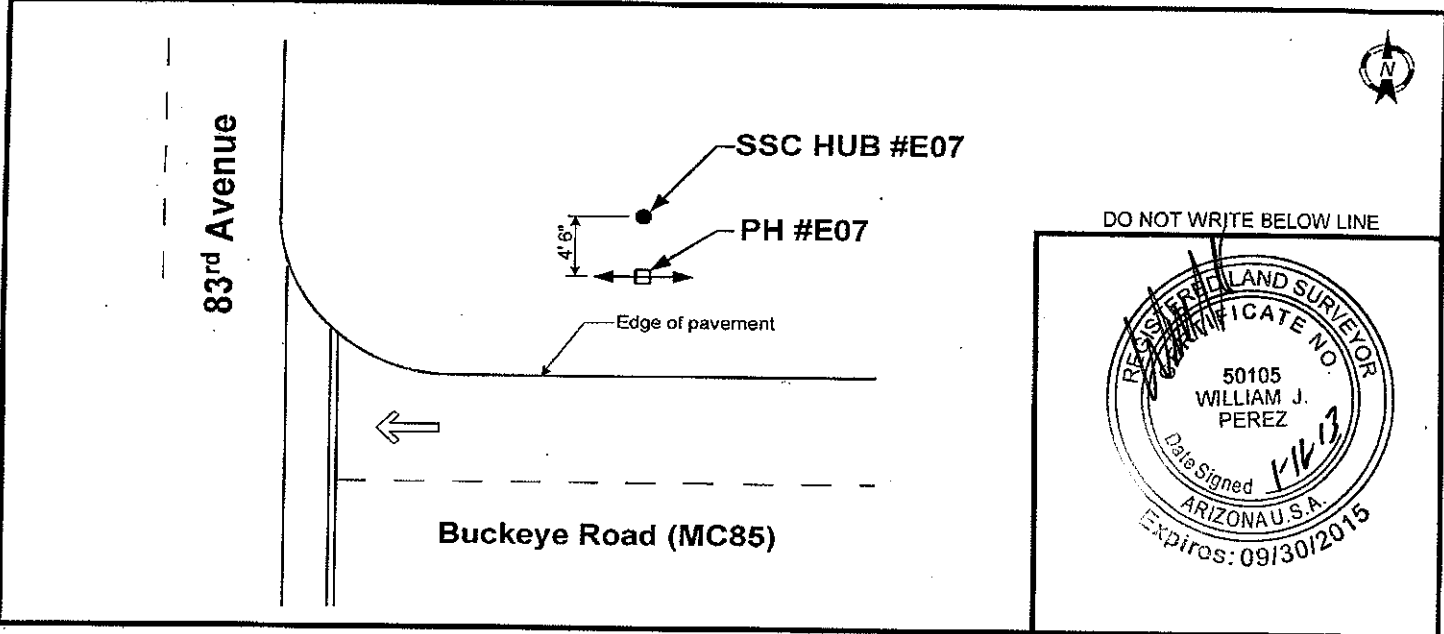 N
83rd Avenue
SSC HUB #E07
PH #E07
4' 6"
Edge of pavement
Buckeye Road (MC85)
DO NOT WRITE BELOW LINE
REGISTERED LAND SURVEYOR
CERTIFICATE NO.
50105
WILLIAM J.
PEREZ
Date Signed
ARIZONA U.S.A.
Expires: 09/30/2015